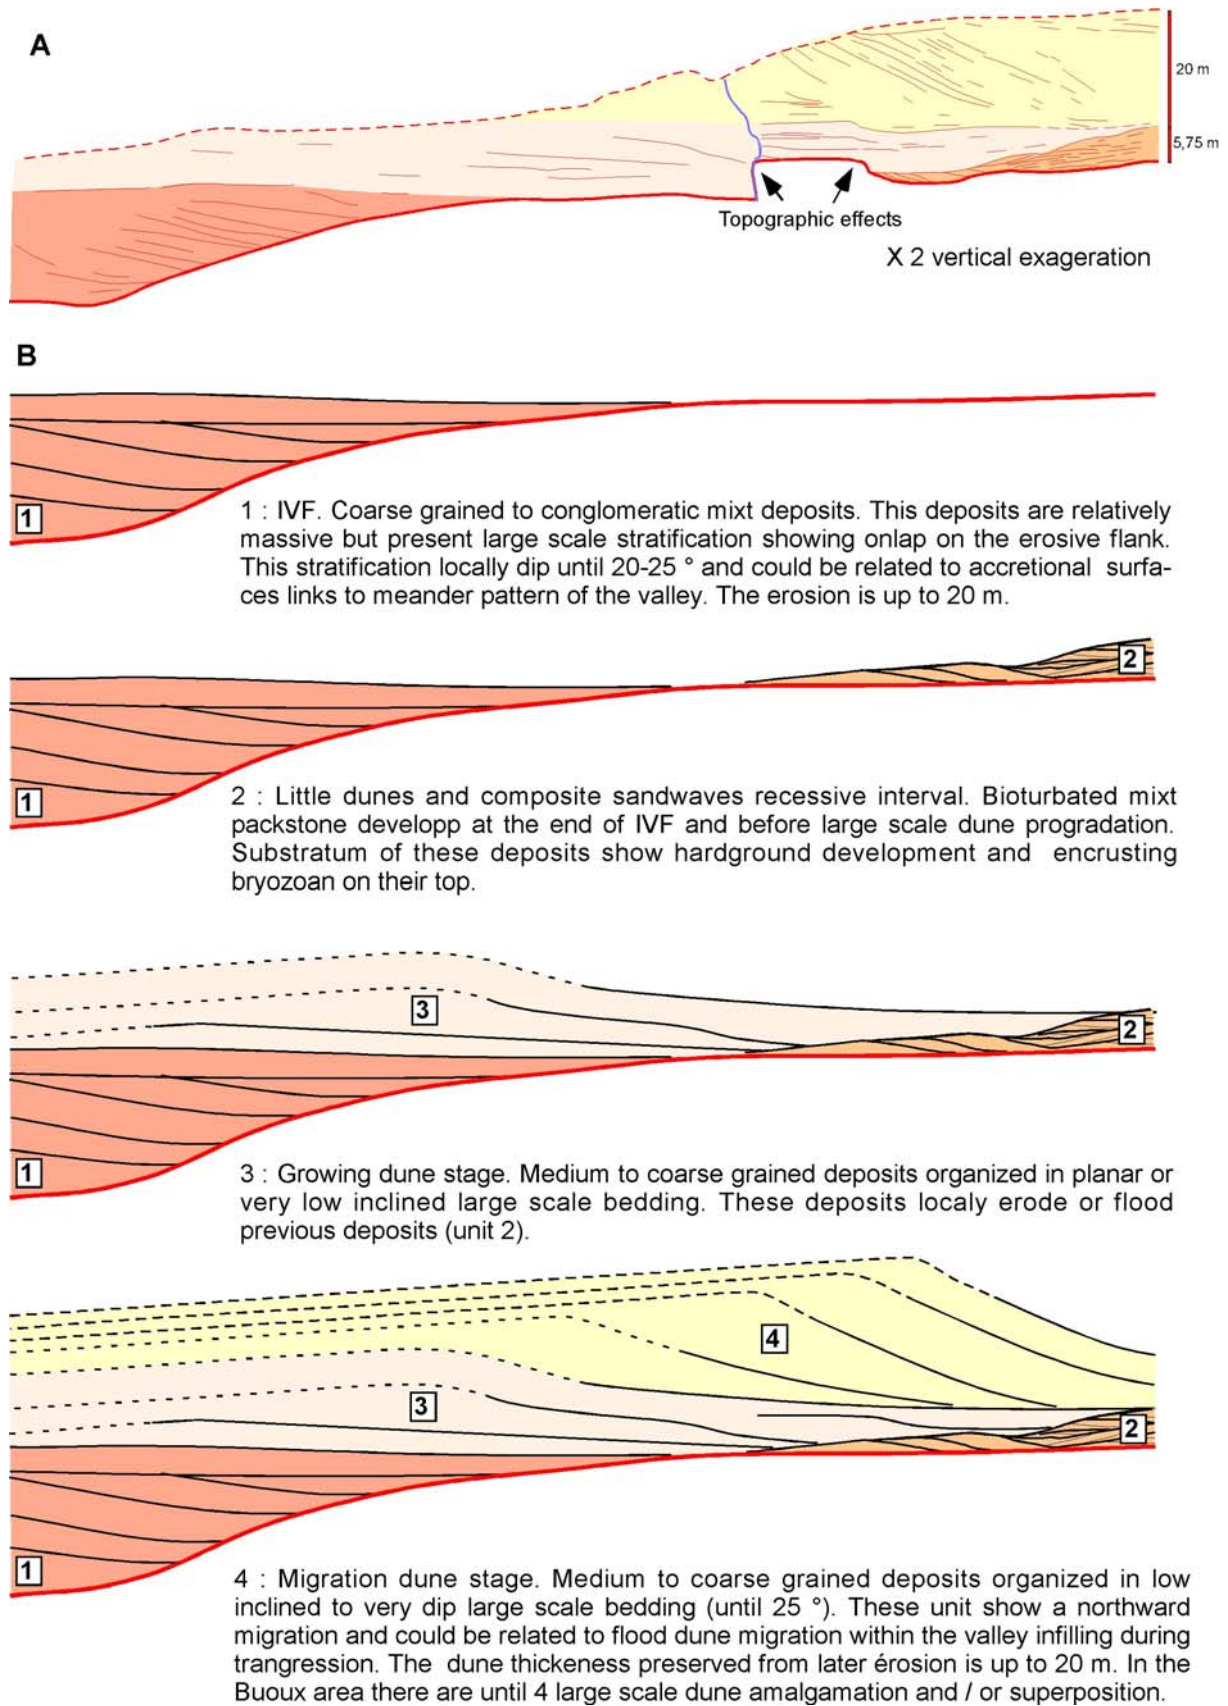 A
20 m
5,75 m
Topographic effects
X 2 vertical exageration
B
1
1 : IVF. Coarse grained to conglomeratic mixt deposits. This deposits are relatively
massive but present large scale stratification showing onlap on the erosive flank.
This stratification locally dip until 20-25 ° and could be related to accretional surfa-
ces links to meander pattern of the valley. The erosion is up to 20 m.
2
1
2 : Little dunes and composite sandwaves recessive interval. Bioturbated mixt
packstone developp at the end of IVF and before large scale dune progradation.
Substratum of these deposits show hardground development and encrusting
bryozoan on their top.
3
2
1
3 : Growing dune stage. Medium to coarse grained deposits organized in planar or
very low inclined large scale bedding. These deposits localy erode or flood
previous deposits (unit 2).
4
3
2
1
4 : Migration dune stage. Medium to coarse grained deposits organized in low
inclined to very dip large scale bedding (until 25 °). These unit show a northward
migration and could be related to flood dune migration within the valley infilling during
trangression. The dune thickeness preserved from later érosion is up to 20 m. In the
Buoux area there are until 4 large scale dune amalgamation and / or superposition.